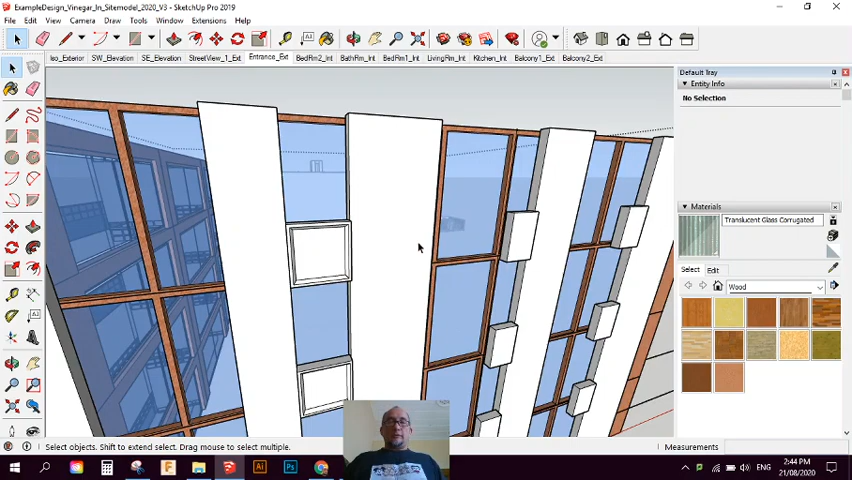 ExampleDesign_Vinegar_In_Sitemodel_2020_V3 - SketchUp Pro 2019
File Edit View Camera Draw Tools Window Extensions Help
Iso_Exterior SW_Elevation SE_Elevation StreetView_1_Ext Entrance_Ext BedRm2_Int BathRm_Int BedRm1_Int LivingRm_Int Kitchen_Int Balcony1_Ext Balcony2_Ext
Default Tray
Entity Info
No Selection
Materials
Translucent Glass Corrugated
Select Edit
Wood
Select objects. Shift to extend select. Drag mouse to select multiple.
Measurements
ENG
2:44 PM
21/08/2020